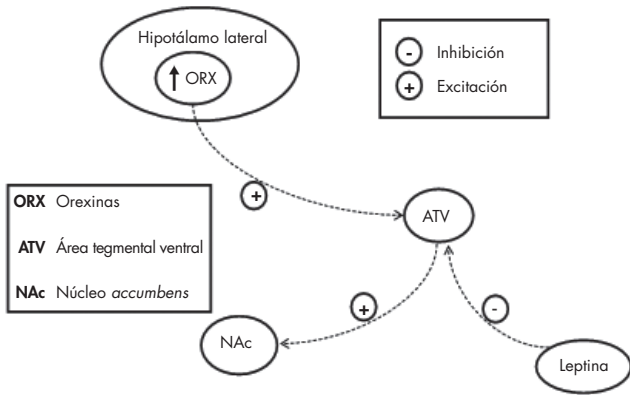 Hipotálamo lateral
ORX
- Inhibición
+ Excitación
+
ORX Orexinas
ATV Área tegmental ventral
NAc Núcleo accumbens
ATV
+
-
NAc
Leptina